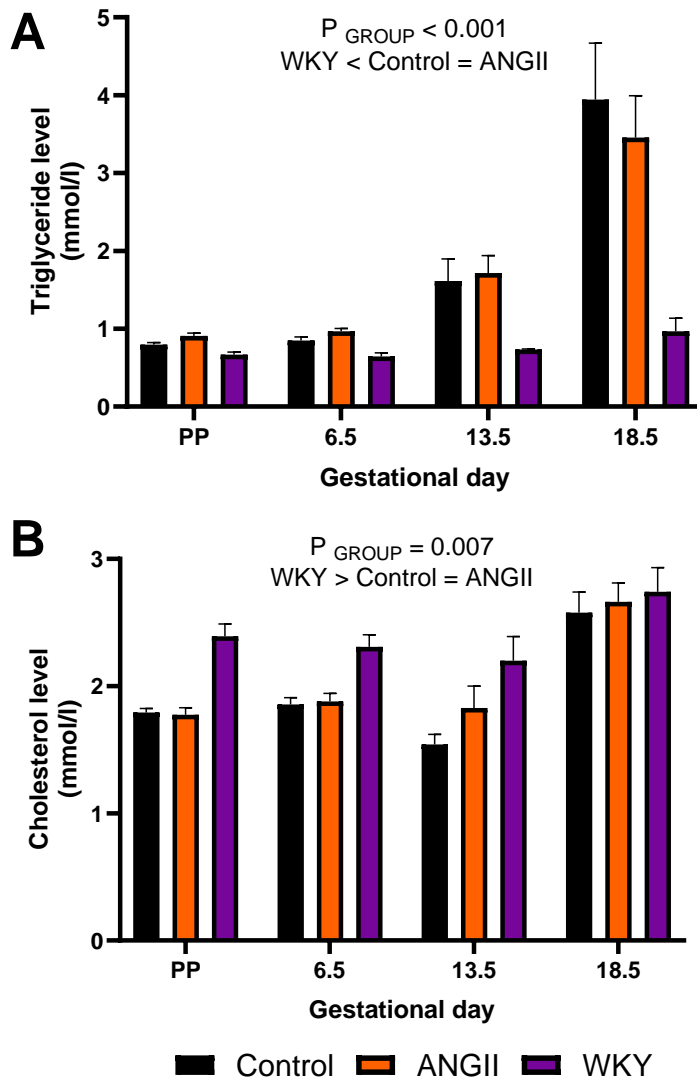 A
P GROUP < 0.001
WKY < Control = ANGII
Triglyceride level
(mmol/l)
5
4
3
2
1
0
PP 6.5 13.5 18.5
Gestational day
B
P GROUP = 0.007
WKY > Control = ANGII
Cholesterol level
(mmol/l)
3
2
1
0
PP 6.5 13.5 18.5
Gestational day
Control ANGII WKY